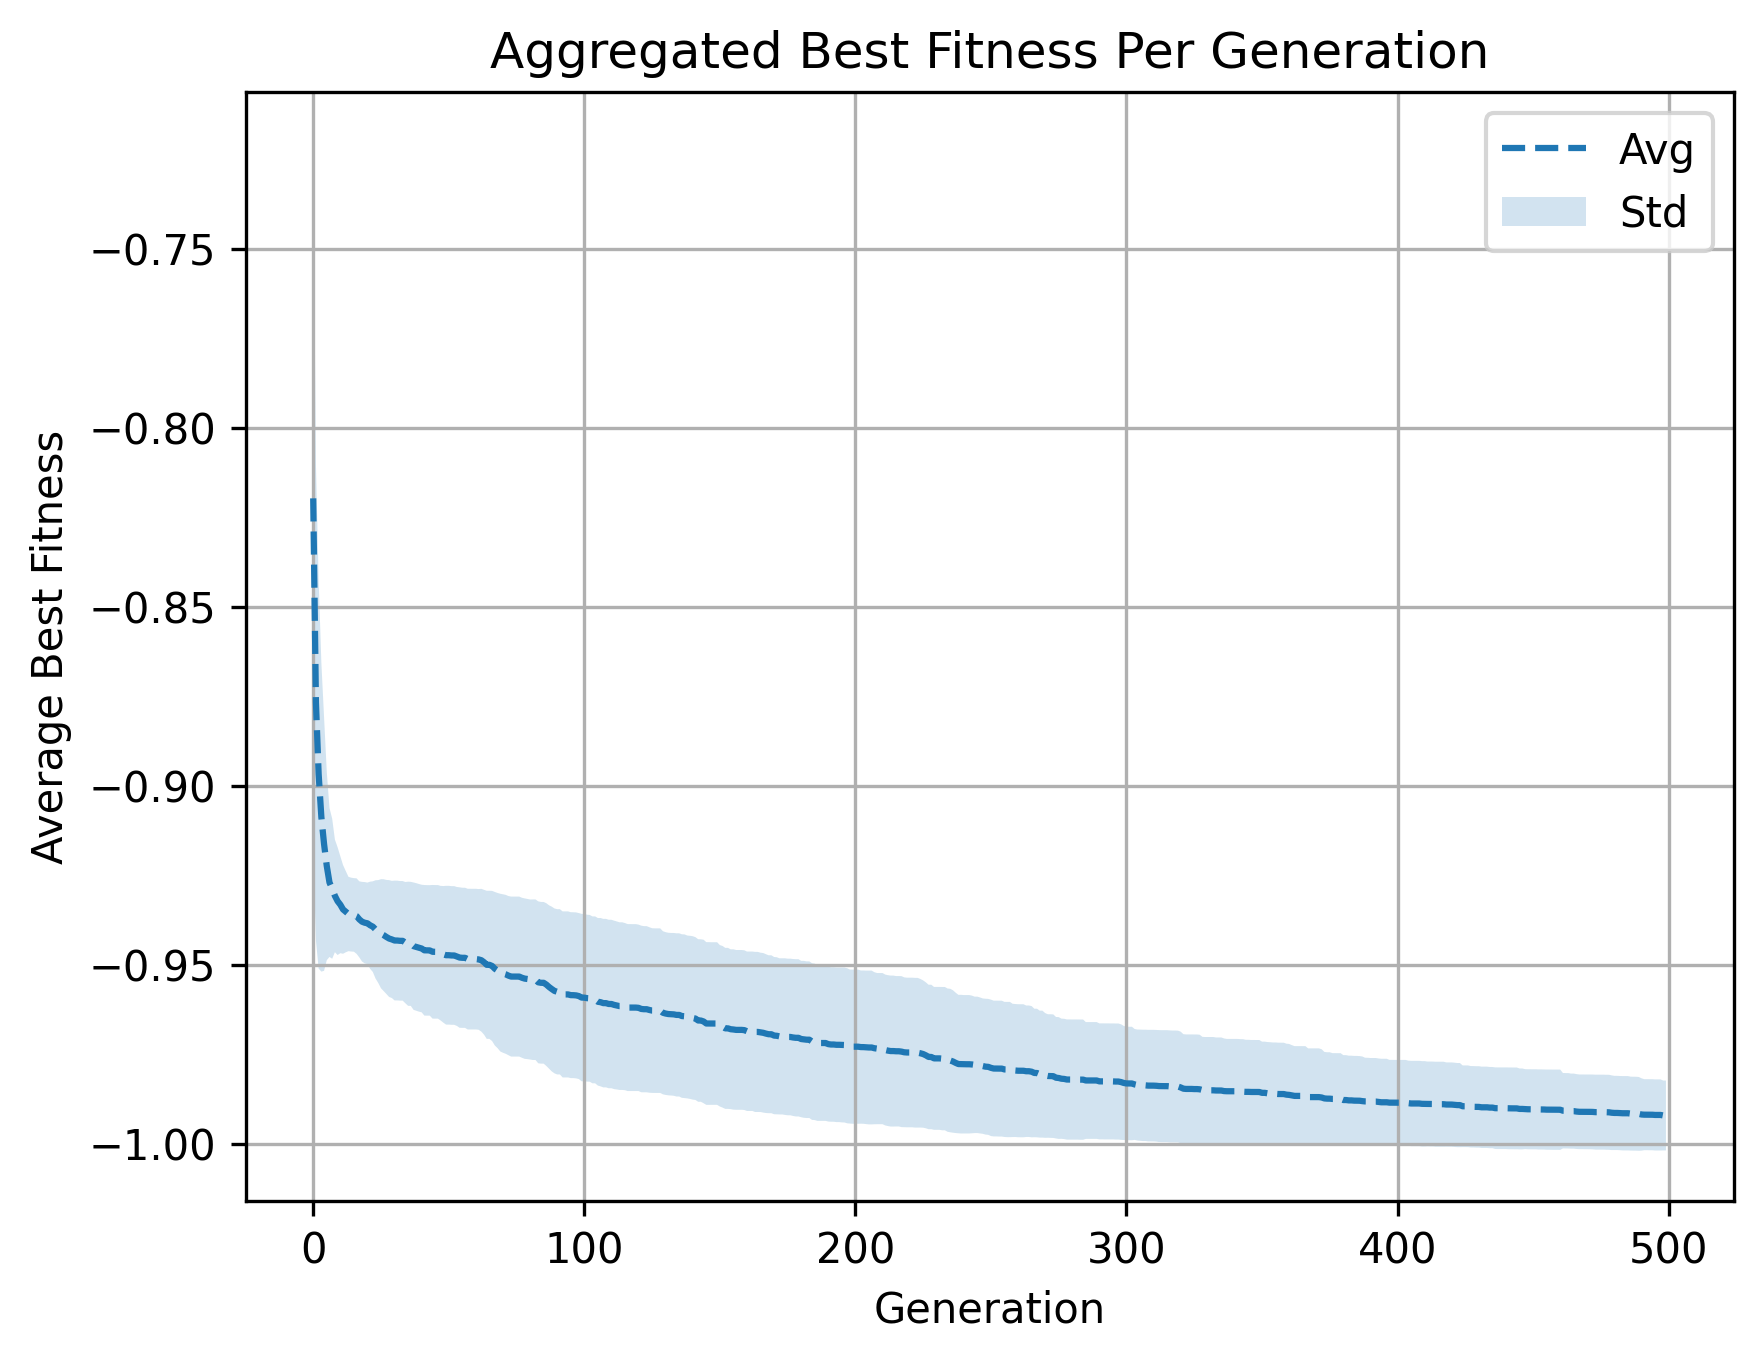 Aggregated Best Fitness Per Generation
Avg
Std
Average Best Fitness
−0.75
−0.80
−0.85
−0.90
−0.95
−1.00
0 100 200 300 400 500
Generation